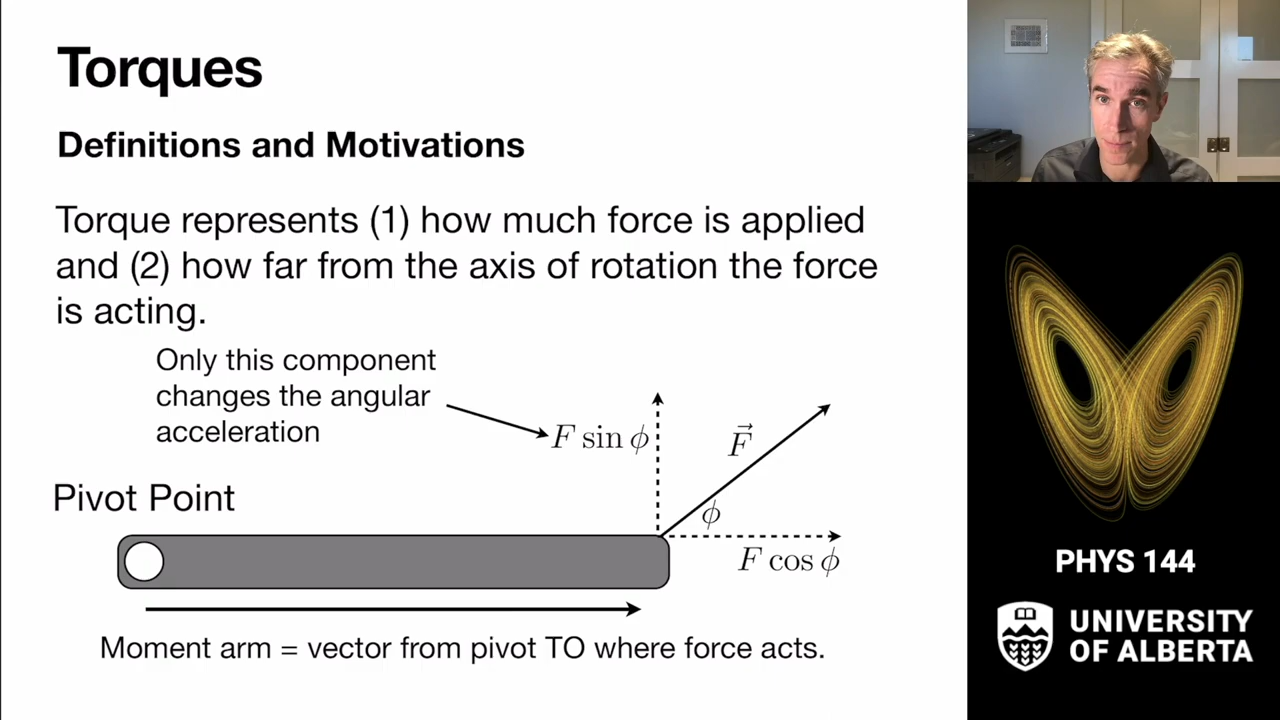 Torques
Definitions and Motivations
Torque represents (1) how much force is applied
and (2) how far from the axis of rotation the force
is acting.
Only this component
changes the angular
acceleration
F sin ϕ
F⃗
ϕ
Pivot Point
F cos ϕ
Moment arm = vector from pivot TO where force acts.
PHYS 144
UNIVERSITY
OF ALBERTA